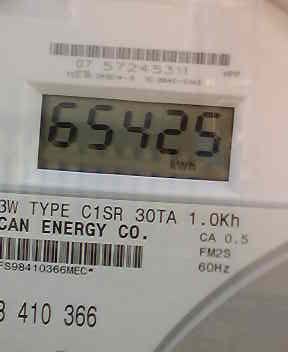 07 57245311
65425
kWh
3W TYPE C1SR 30TA 1.0Kh
CAN ENERGY CO.
CA 0.5
FM2S
60Hz
FS98410366MEC*
8 410 366